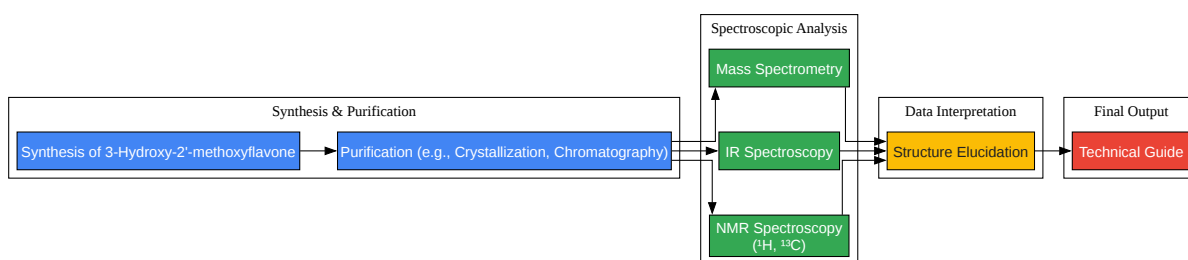 Synthesis & Purification
Synthesis of 3-Hydroxy-2'-methoxyflavone
Purification (e.g., Crystallization, Chromatography)
Spectroscopic Analysis
Mass Spectrometry
IR Spectroscopy
NMR Spectroscopy
(¹H, ¹³C)
Data Interpretation
Structure Elucidation
Final Output
Technical Guide